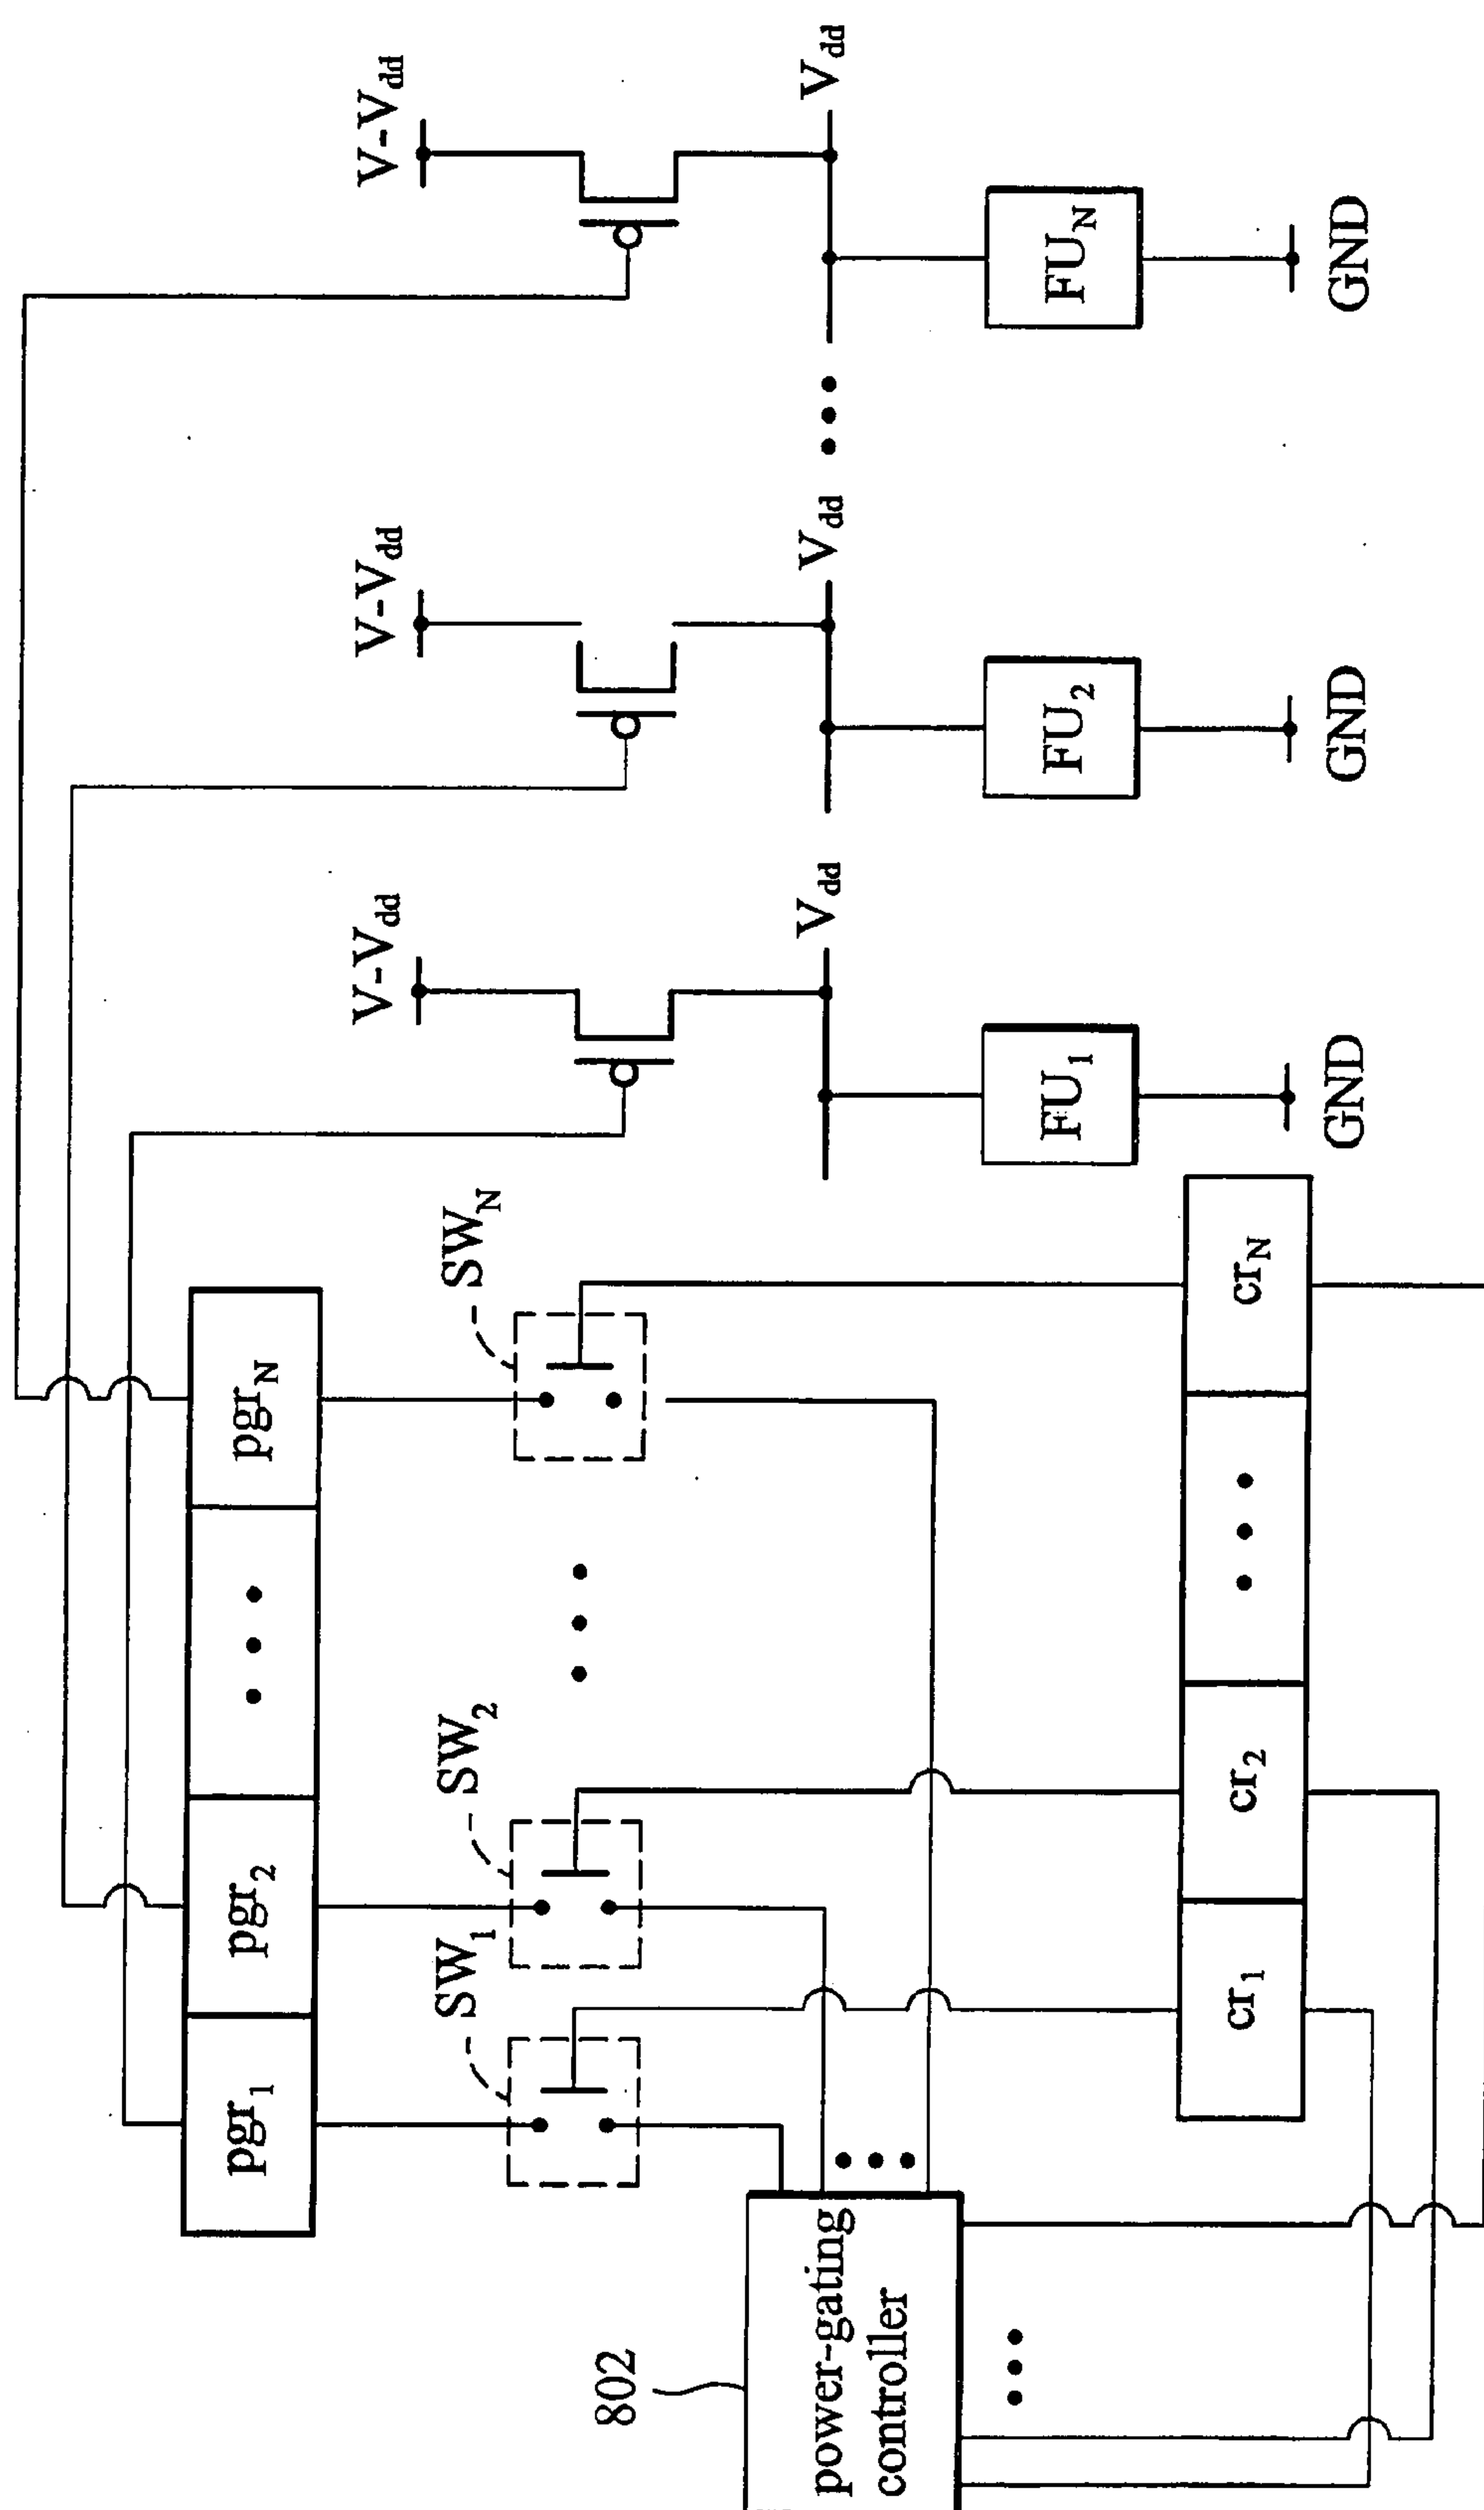 pgr1
pgr2
pgrN
V-Vdd
V-Vdd
V-Vdd
SW1
SW2
SWN
802
power-gating
controller
Vdd
Vdd
Vdd
FU1
FU2
FUN
cr1
cr2
crN
GND
GND
GND